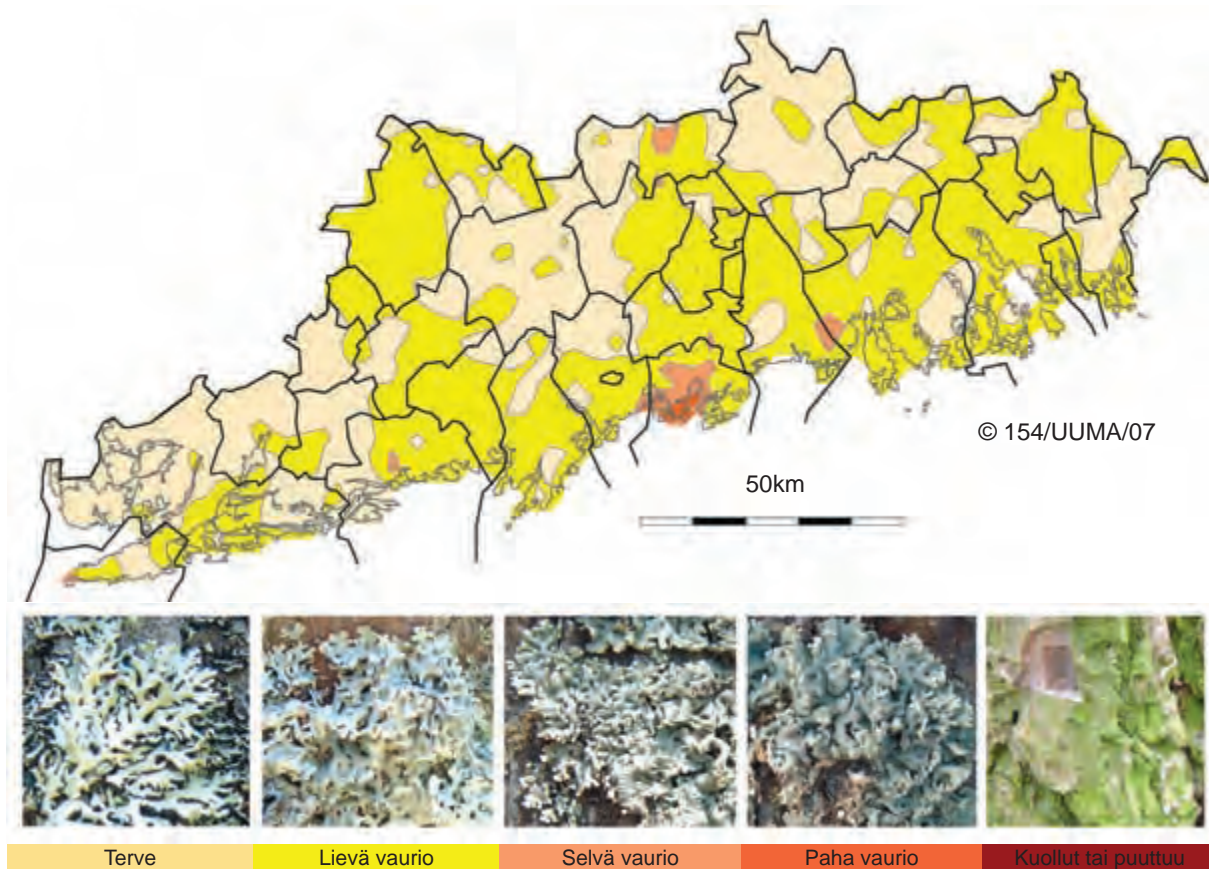 © 154/UUMA/07
50km
Terve
Lievä vaurio
Selvä vaurio
Paha vaurio
Kuollut tai puuttuu